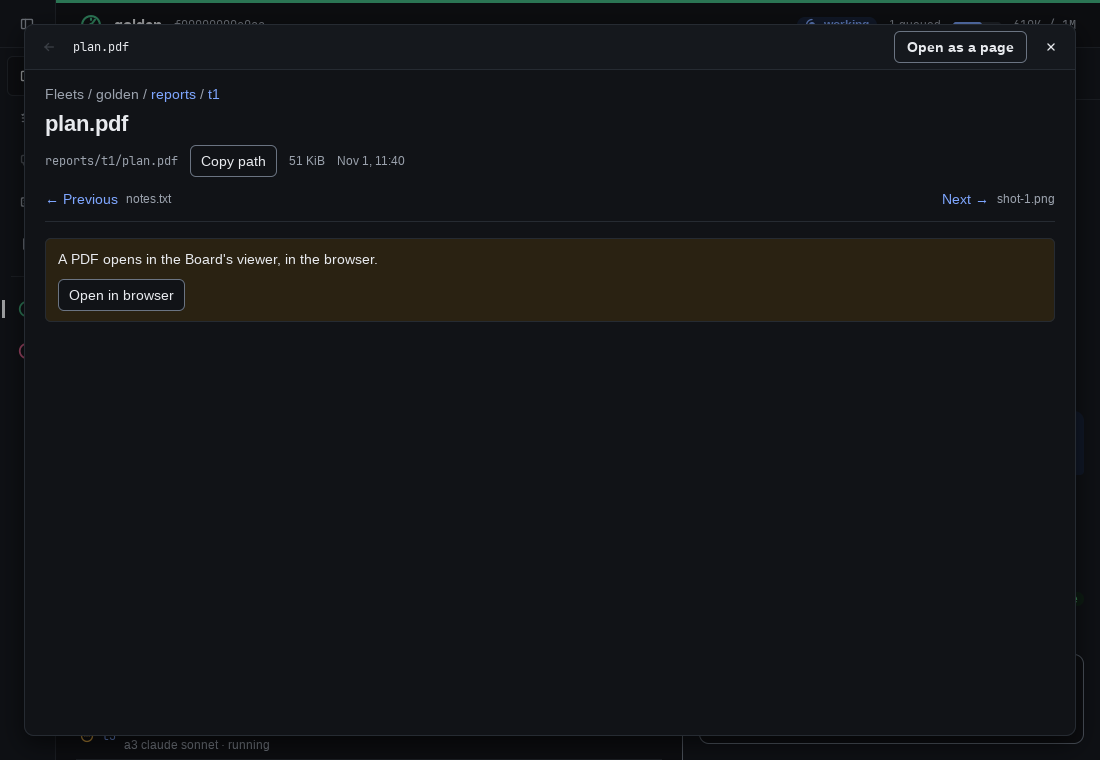 plan.pdf
Open as a page ×
Fleets / golden / reports / t1
plan.pdf
reports/t1/plan.pdf Copy path 51 KiB Nov 1, 11:40
← Previous notes.txt
Next → shot-1.png
A PDF opens in the Board's viewer, in the browser.
Open in browser
a3 claude sonnet · running